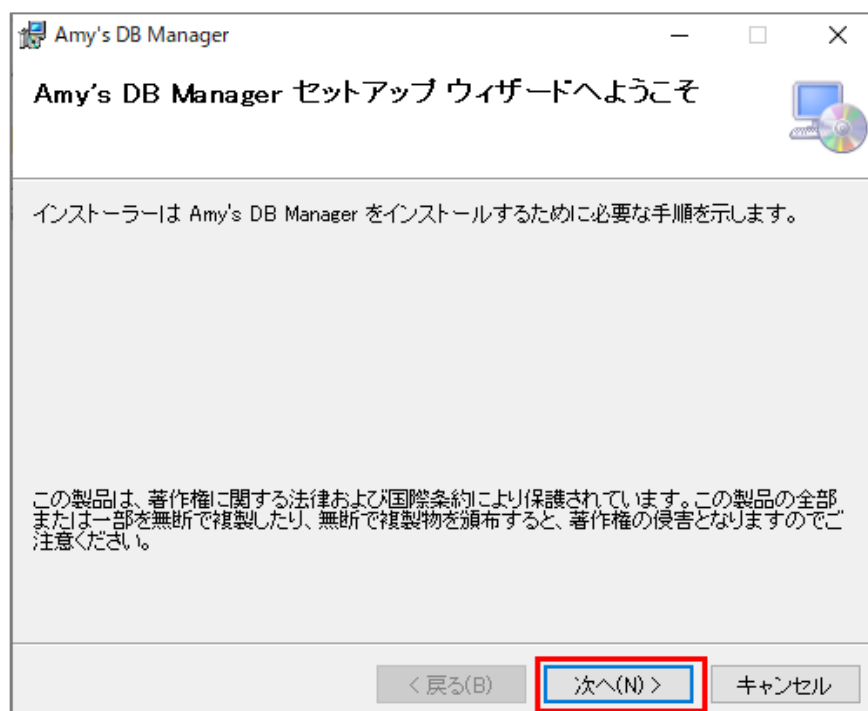 Amy's DB Manager
Amy's DB Manager セットアップ ウィザードへようこそ
インストーラーは Amy's DB Manager をインストールするために必要な手順を示します。
この製品は、著作権に関する法律および国際条約により保護されています。この製品の全部
または一部を無断で複製したり、無断で複製物を頒布すると、著作権の侵害となりますのでご
注意ください。
< 戻る(B)
次へ(N) >
キャンセル